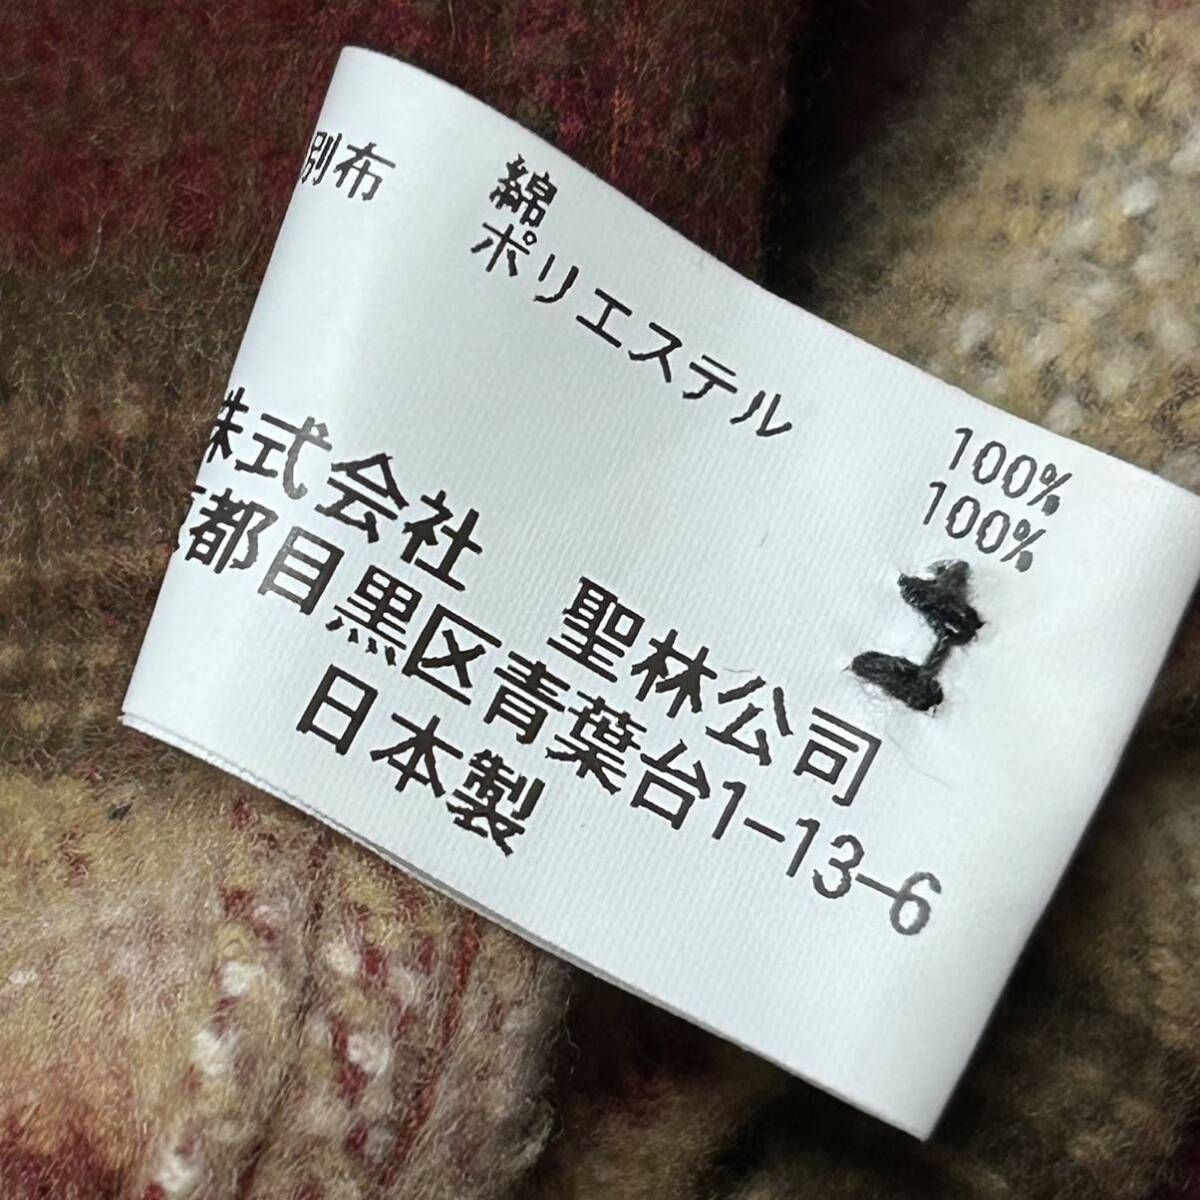 別布 綿 100%
ポリエステル 100%
株式会社 聖林公司
都目黒区青葉台1-13-6
日本製